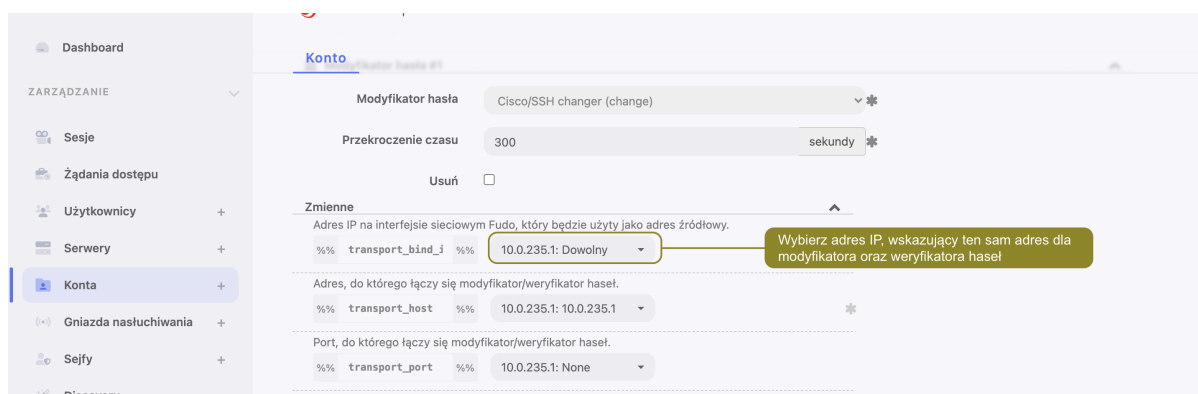 Dashboard
Konto
Modyfikator hasła #1
ZARZĄDZANIE
Modyfikator hasła
Cisco/SSH changer (change)
Sesje
Przekroczenie czasu
300
sekundy
Żądania dostępu
Usuń
Użytkownicy
Zmienne
Adres IP na interfejsie sieciowym Fudo, który będzie użyty jako adres źródłowy.
%% transport_bind_i %% 10.0.235.1: Dowolny
Wybierz adres IP, wskazujący ten sam adres dla
modyfikatora oraz weryfikatora haseł
Serwery
Konta
Adres, do którego łączy się modyfikator/weryfikator haseł.
%% transport_host %% 10.0.235.1: 10.0.235.1
Gniazda nasłuchiwania
Port, do którego łączy się modyfikator/weryfikator haseł.
Sejfy
%% transport_port %% 10.0.235.1: None